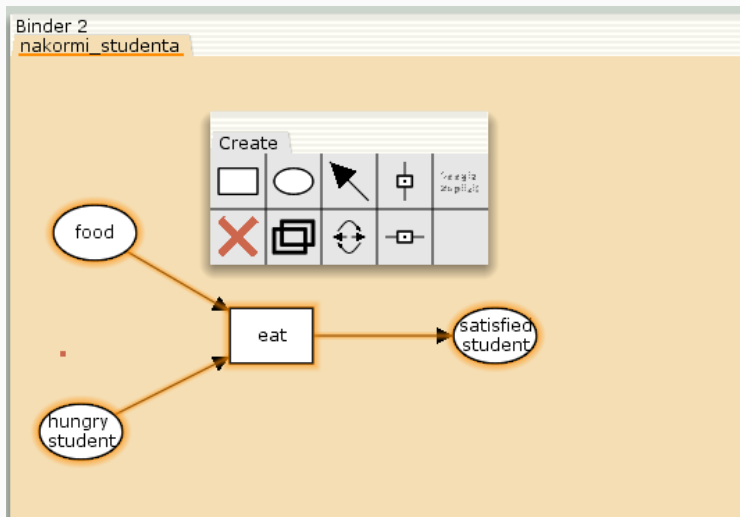 Binder 2
nakormi_studenta
Create
food
eat
satisfied
student
hungry
student